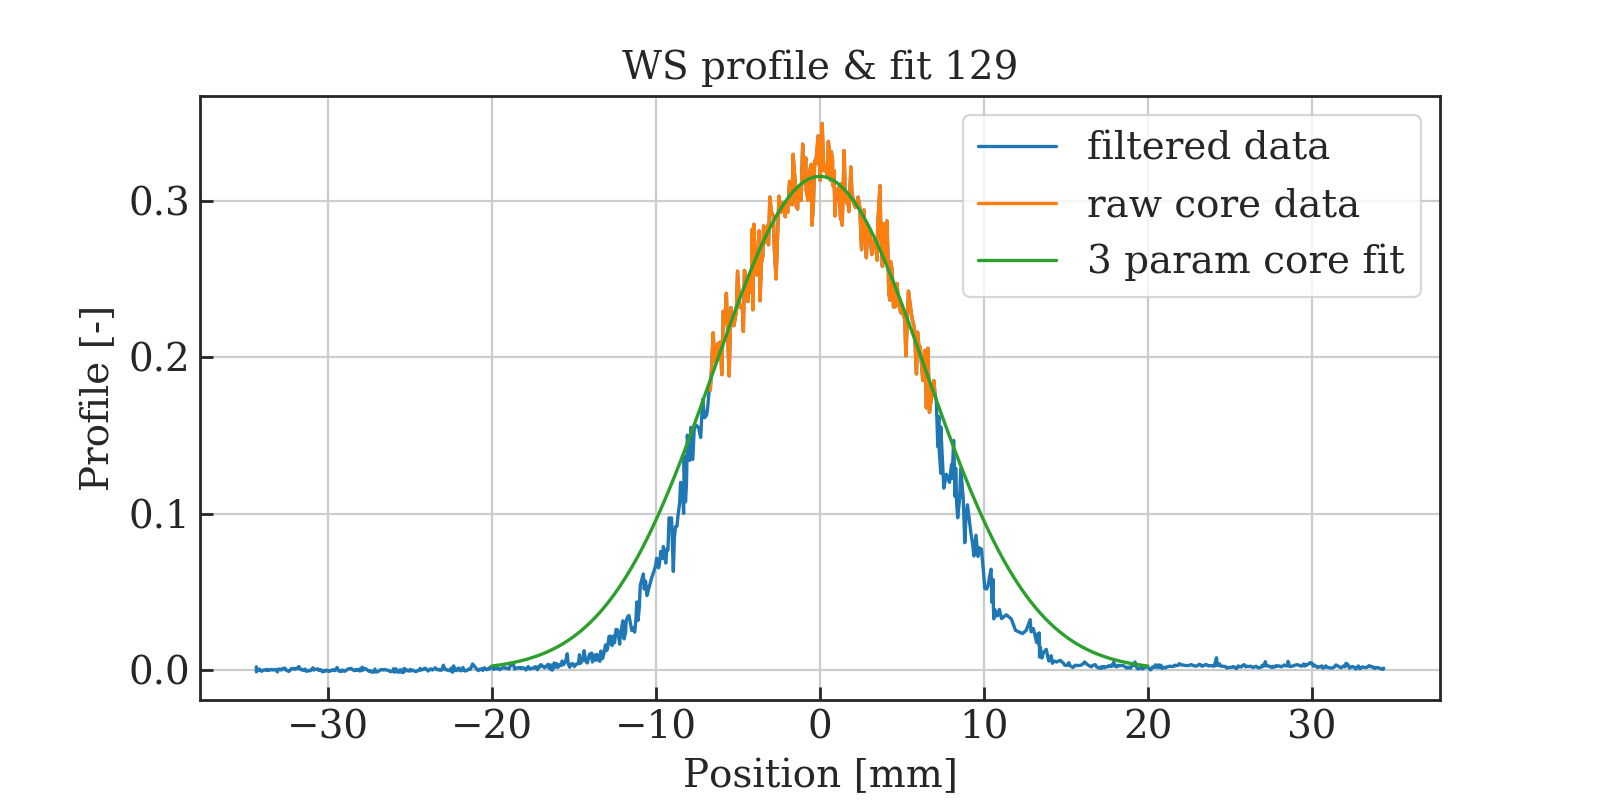 WS profile & fit 129
filtered data
raw core data
3 param core fit
Profile [-]
0.3
0.2
0.1
0.0
−30
−20
−10
0
10
20
30
Position [mm]